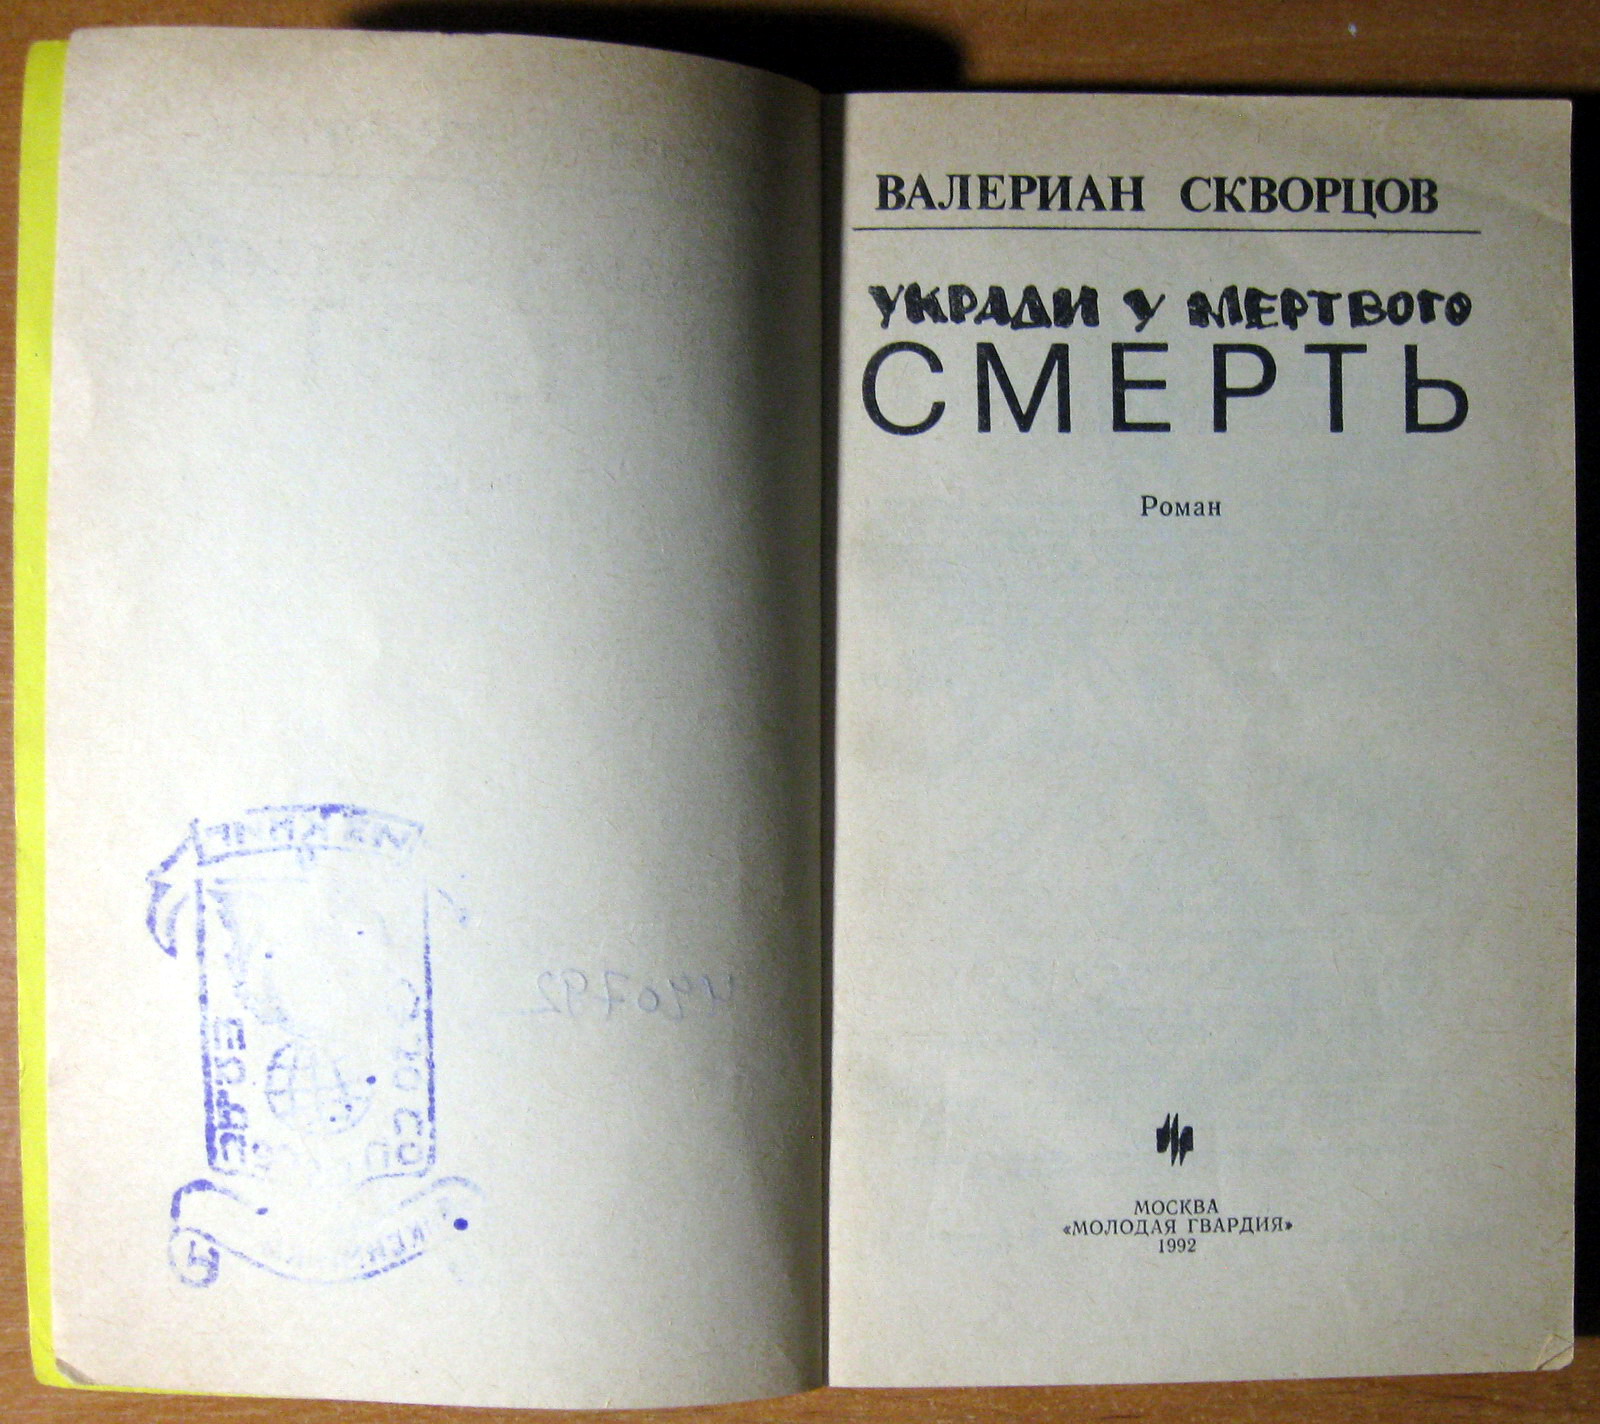 ВАЛЕРИАН СКВОРЦОВ
УКРАДИ У МЕРТВОГО
СМЕРТЬ
Роман
МОСКВА
«МОЛОДАЯ ГВАРДИЯ»
1992